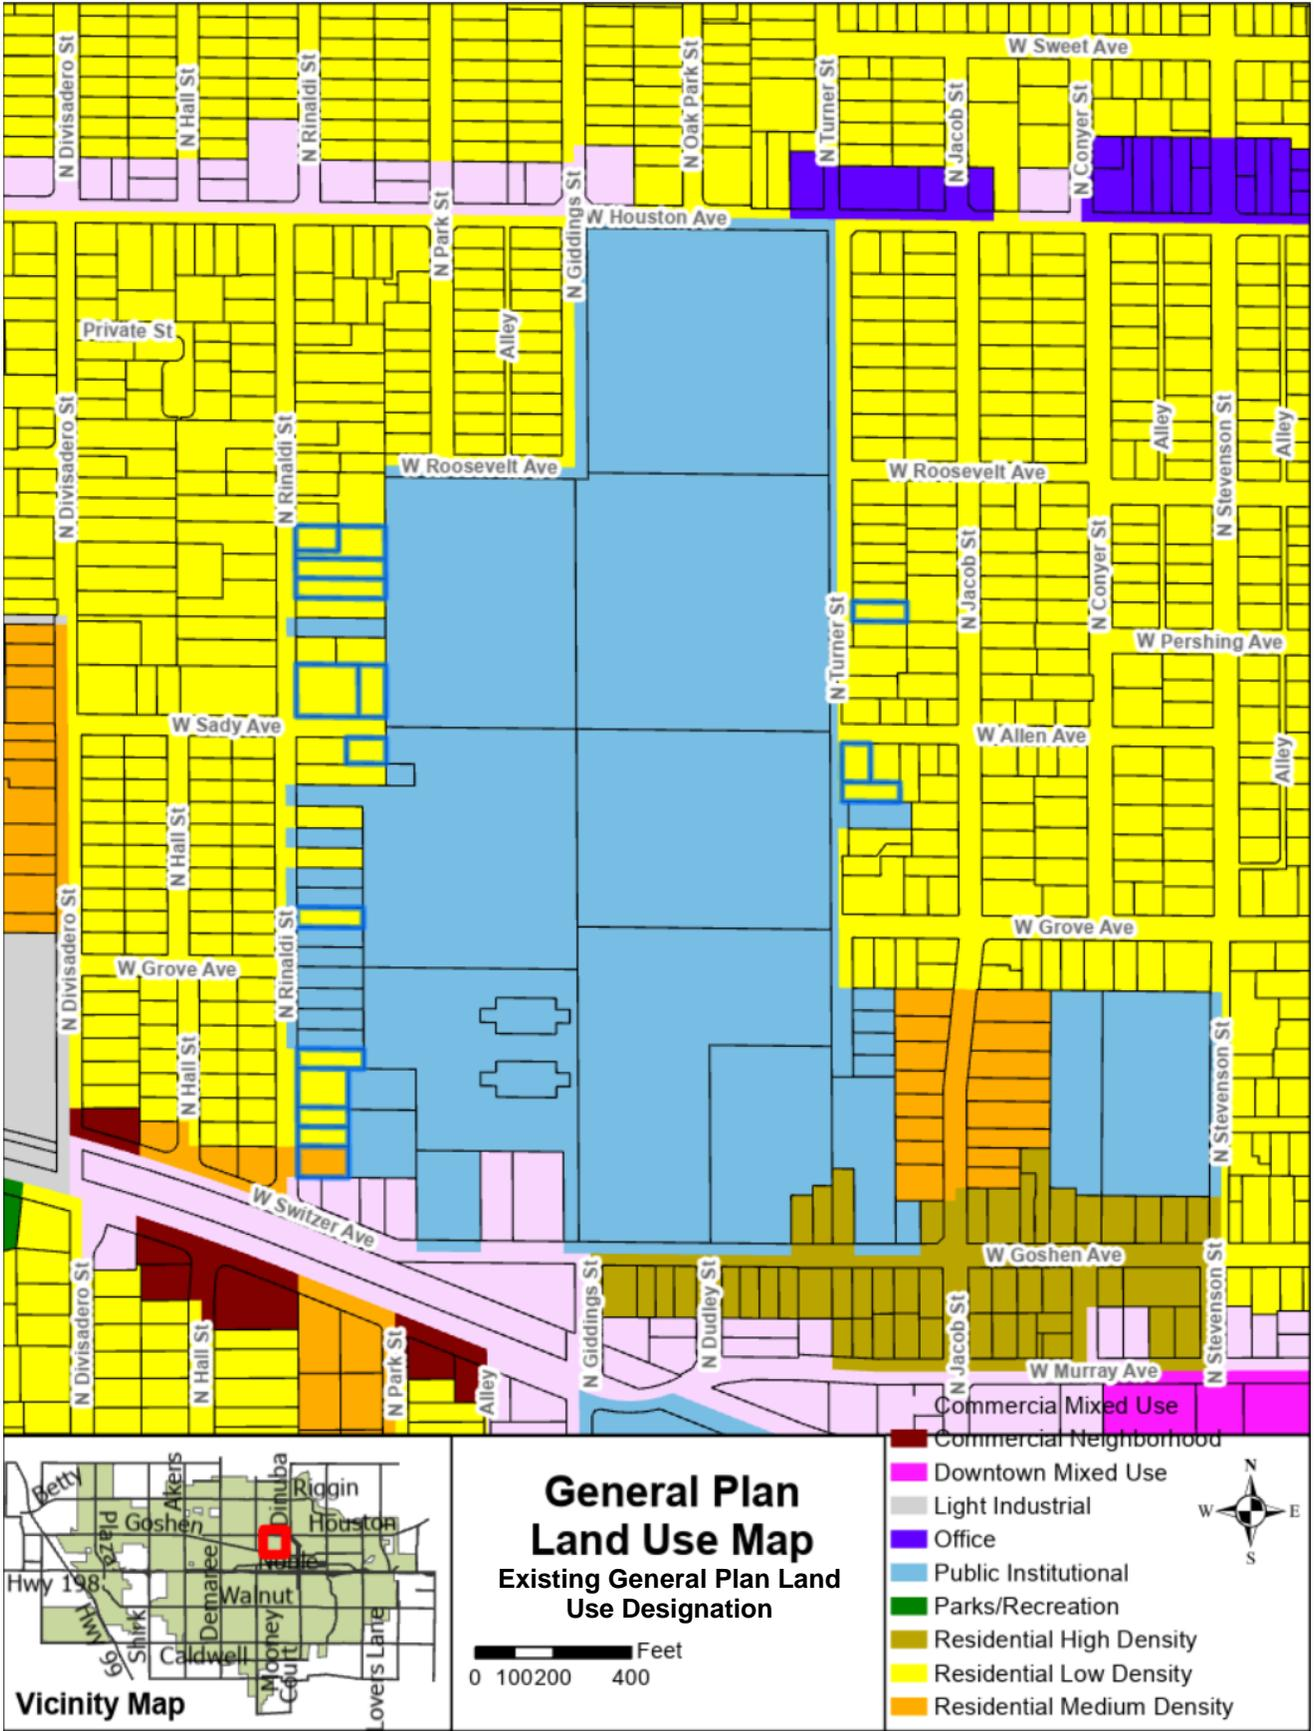 W Sweet Ave
N Divisadero St
N Hall St
N Rinaldi St
N Oak Park St
N Turner St
N Jacob St
N Conyer St
N Park St
N Giddings St
W Houston Ave
Private St
Alley
N Divisadero St
N Rinaldi St
W Roosevelt Ave
W Roosevelt Ave
Alley
N Stevenson St
Alley
N Jacob St
N Conyer St
N Turner St
W Pershing Ave
W Sady Ave
W Allen Ave
Alley
N Hall St
N Divisadero St
N Rinaldi St
W Grove Ave
W Grove Ave
N Hall St
N Stevenson St
W Switzer Ave
W Goshen Ave
N Divisadero St
N Hall St
N Park St
Alley
N Giddings St
N Dudley St
N Jacob St
N Stevenson St
W Murray Ave
Commercia Mixed Use
Commercial Neighborhood
Downtown Mixed Use
Light Industrial
Office
Public Institutional
Parks/Recreation
Residential High Density
Residential Low Density
Residential Medium Density
N
W
E
S
General Plan
Land Use Map
Existing General Plan Land
Use Designation
Feet
0 100200 400
Betty
Akers
Dinuba
Riggin
Plaza
Goshen
Houston
Noble
Hwy 198
Demaree
Walnut
Hwy 99
Shirk
Caldwell
Mooney
Court
Lovers Lane
Vicinity Map